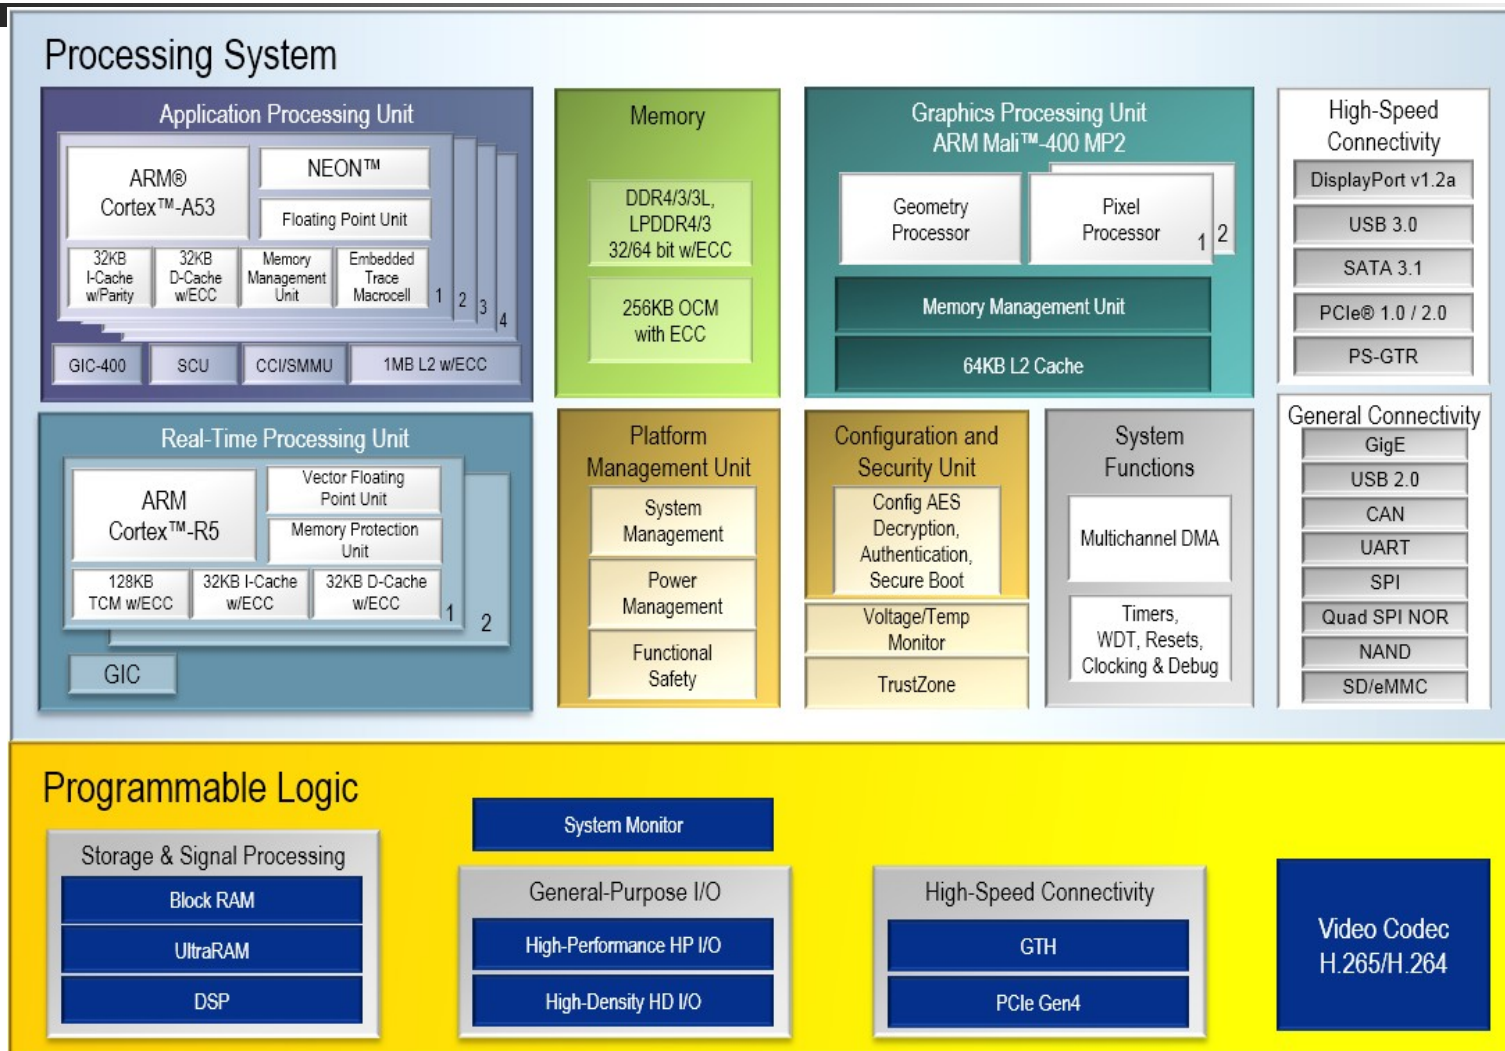 Processing System
Application Processing Unit
ARM®
Cortex™-A53
NEON™
Floating Point Unit
32KB
I-Cache
w/Parity
32KB
D-Cache
w/ECC
Memory
Management
Unit
Embedded
Trace
Macrocell
1
2
3
4
GIC-400
SCU
CCI/SMMU
1MB L2 w/ECC
Memory
DDR4/3/3L,
LPDDR4/3
32/64 bit w/ECC
256KB OCM
with ECC
Graphics Processing Unit
ARM Mali™-400 MP2
Geometry
Processor
Pixel
Processor
1
2
Memory Management Unit
64KB L2 Cache
High-Speed
Connectivity
DisplayPort v1.2a
USB 3.0
SATA 3.1
PCIe® 1.0 / 2.0
PS-GTR
Real-Time Processing Unit
ARM
Cortex™-R5
Vector Floating
Point Unit
Memory Protection
Unit
128KB
TCM w/ECC
32KB I-Cache
w/ECC
32KB D-Cache
w/ECC
1
2
GIC
Platform
Management Unit
System
Management
Power
Management
Functional
Safety
Configuration and
Security Unit
Config AES
Decryption,
Authentication,
Secure Boot
Voltage/Temp
Monitor
TrustZone
System
Functions
Multichannel DMA
Timers,
WDT, Resets,
Clocking & Debug
General Connectivity
GigE
USB 2.0
CAN
UART
SPI
Quad SPI NOR
NAND
SD/eMMC
Programmable Logic
Storage & Signal Processing
Block RAM
UltraRAM
DSP
System Monitor
General-Purpose I/O
High-Performance HP I/O
High-Density HD I/O
High-Speed Connectivity
GTH
PCIe Gen4
Video Codec
H.265/H.264